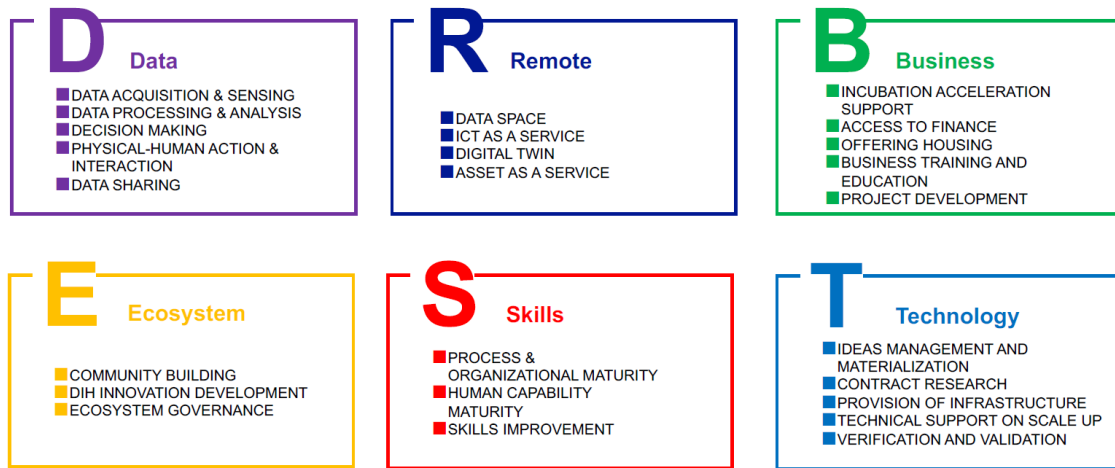 D Data
DATA ACQUISITION & SENSING
DATA PROCESSING & ANALYSIS
DECISION MAKING
PHYSICAL-HUMAN ACTION &
INTERACTION
DATA SHARING
R Remote
DATA SPACE
ICT AS A SERVICE
DIGITAL TWIN
ASSET AS A SERVICE
B Business
INCUBATION ACCELERATION
SUPPORT
ACCESS TO FINANCE
OFFERING HOUSING
BUSINESS TRAINING AND
EDUCATION
PROJECT DEVELOPMENT
E Ecosystem
COMMUNITY BUILDING
DIH INNOVATION DEVELOPMENT
ECOSYSTEM GOVERNANCE
S Skills
PROCESS &
ORGANIZATIONAL MATURITY
HUMAN CAPABILITY
MATURITY
SKILLS IMPROVEMENT
T Technology
IDEAS MANAGEMENT AND
MATERIALIZATION
CONTRACT RESEARCH
PROVISION OF INFRASTRUCTURE
TECHNICAL SUPPORT ON SCALE UP
VERIFICATION AND VALIDATION